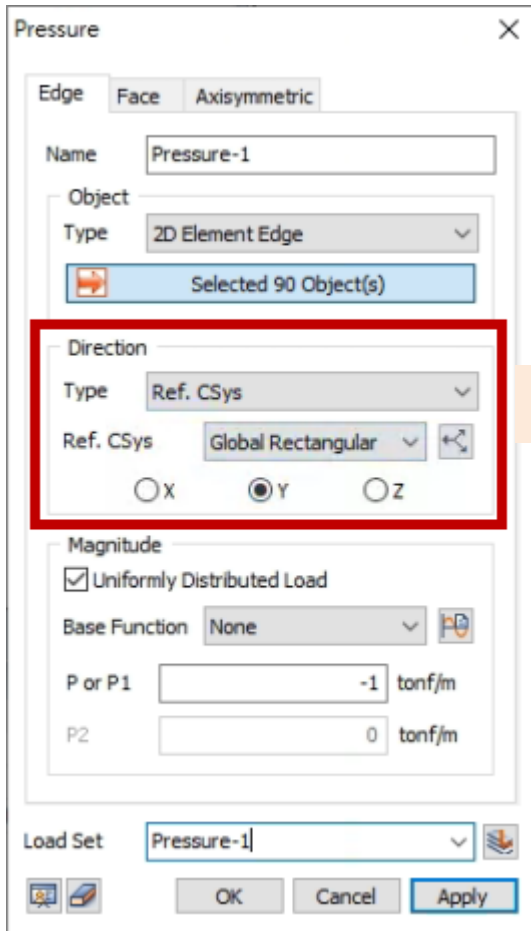 Pressure
Edge Face Axisymmetric
Name Pressure-1
Object
Type 2D Element Edge
Selected 90 Object(s)
Direction
Type Ref. CSys
Ref. CSys Global Rectangular
X Y Z
Magnitude
Uniformly Distributed Load
Base Function None
P or P1 -1 tonf/m
P2 0 tonf/m
Load Set Pressure-1
OK Cancel Apply